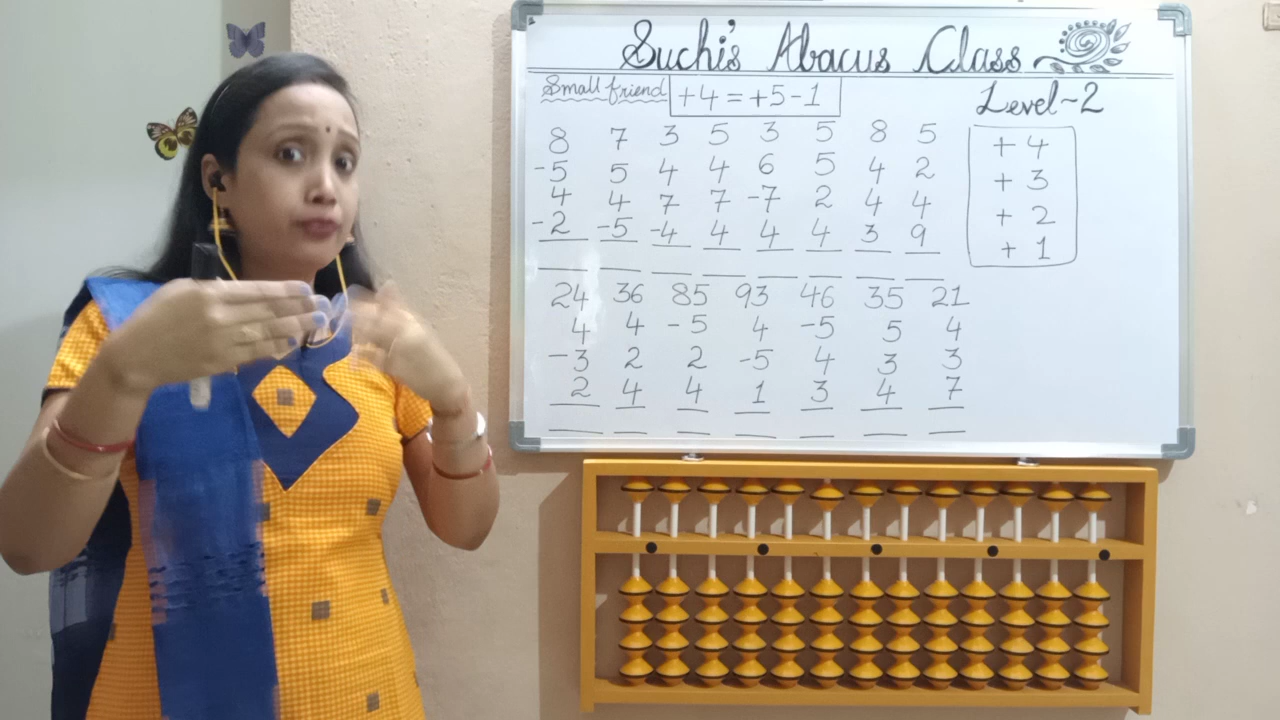 Suchi's Abacus Class
Small friend +4 = +5-1
Level-2
8 7 3 5 3 5 8 5
-5 5 4 4 6 5 4 2
4 4 7 7 -7 2 4 4
-2 -5 -4 4 4 4 3 9
+4
+3
+2
+1
24 36 85 93 46 35 21
4 4 -5 4 -5 5 4
-3 2 2 -5 4 3 3
2 4 4 1 3 4 7